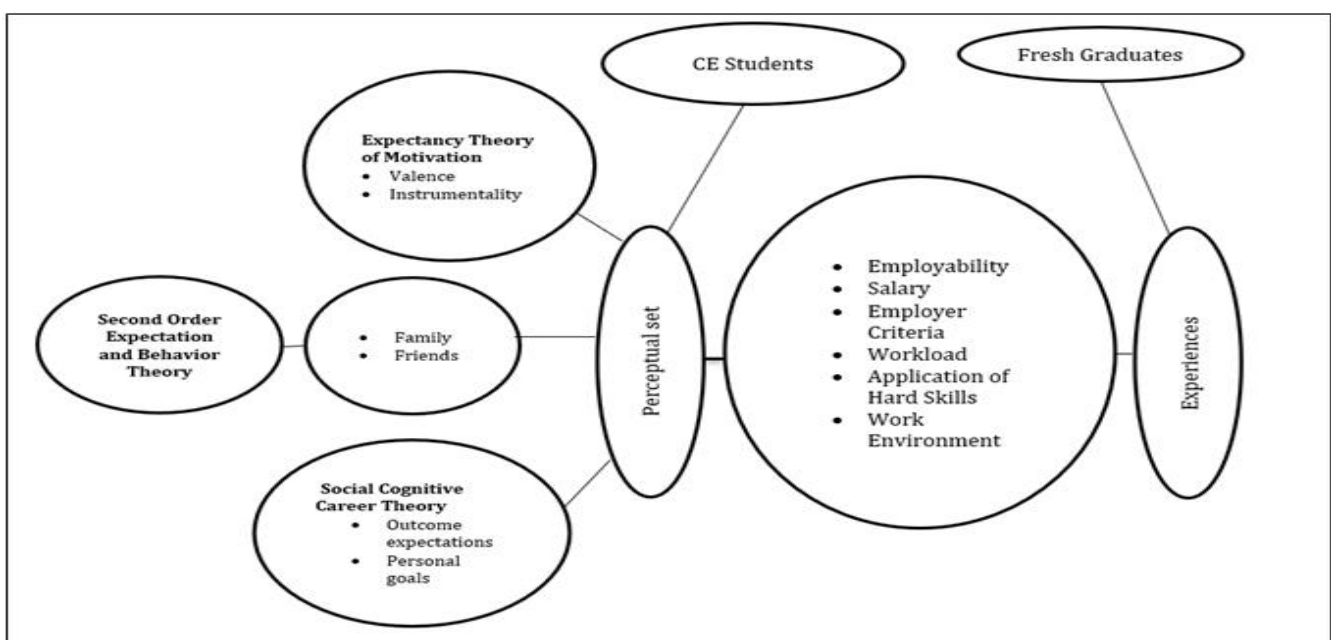 CE Students
Fresh Graduates
Expectancy Theory
of Motivation
• Valence
• Instrumentality
Second Order
Expectation
and Behavior
Theory
• Family
• Friends
Social Cognitive
Career Theory
• Outcome
expectations
• Personal
goals
Perceptual set
• Employability
• Salary
• Employer
Criteria
• Workload
• Application of
Hard Skills
• Work
Environment
Experiences